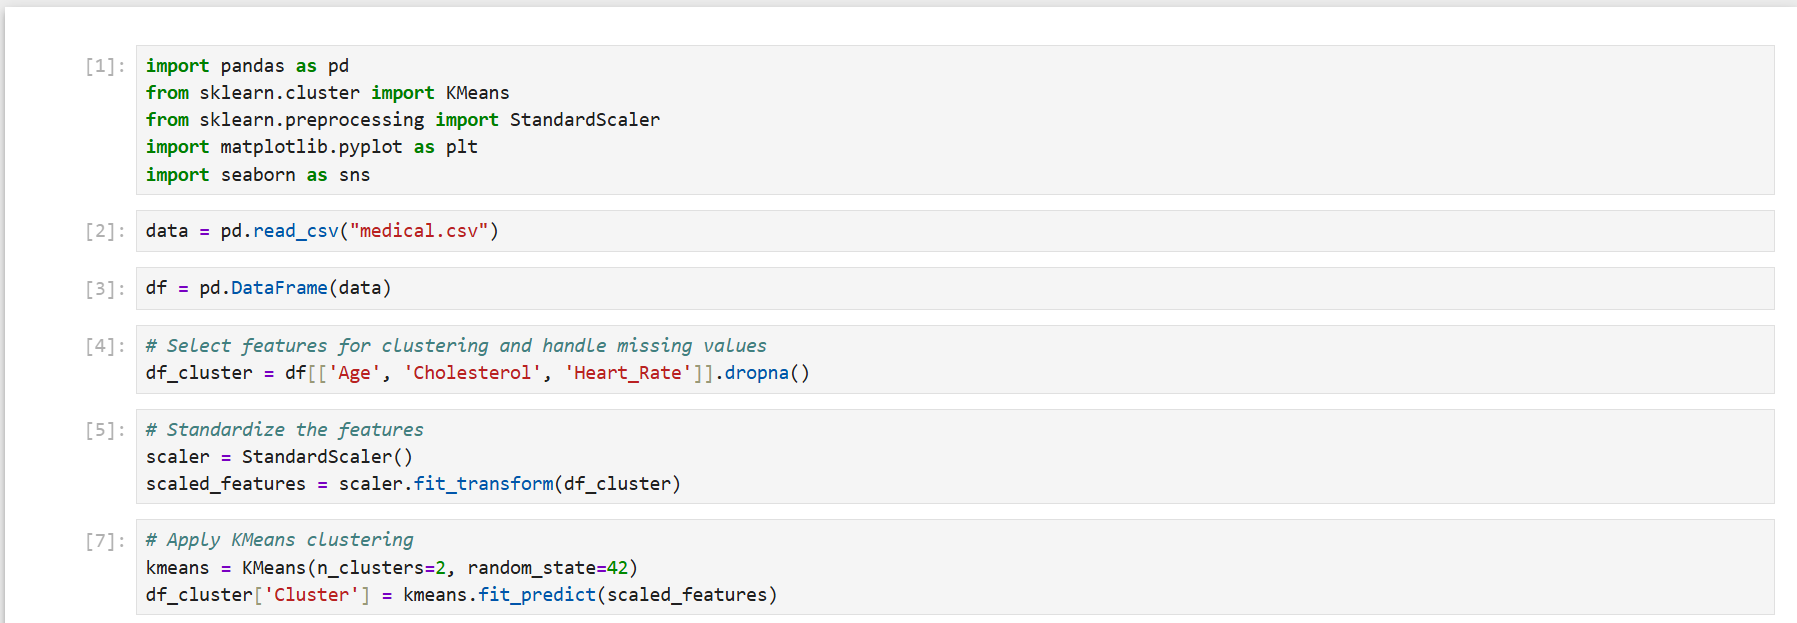 [1]: import pandas as pd
from sklearn.cluster import KMeans
from sklearn.preprocessing import StandardScaler
import matplotlib.pyplot as plt
import seaborn as sns
[2]: data = pd.read_csv("medical.csv")
[3]: df = pd.DataFrame(data)
[4]: # Select features for clustering and handle missing values
df_cluster = df[['Age', 'Cholesterol', 'Heart_Rate']].dropna()
[5]: # Standardize the features
scaler = StandardScaler()
scaled_features = scaler.fit_transform(df_cluster)
[7]: # Apply KMeans clustering
kmeans = KMeans(n_clusters=2, random_state=42)
df_cluster['Cluster'] = kmeans.fit_predict(scaled_features)